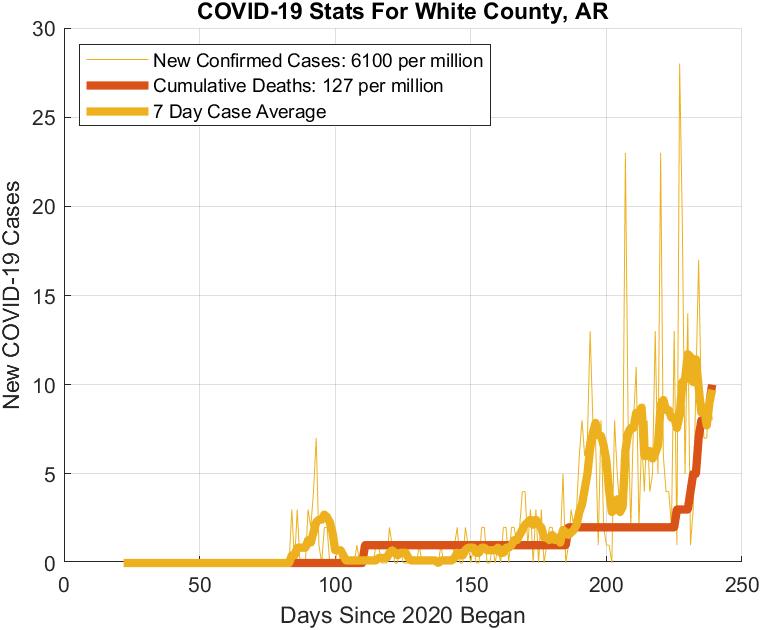 COVID-19 Stats For White County, AR
New Confirmed Cases: 6100 per million
Cumulative Deaths: 127 per million
7 Day Case Average
New COVID-19 Cases
30
25
20
15
10
5
0
0 50 100 150 200 250
Days Since 2020 Began